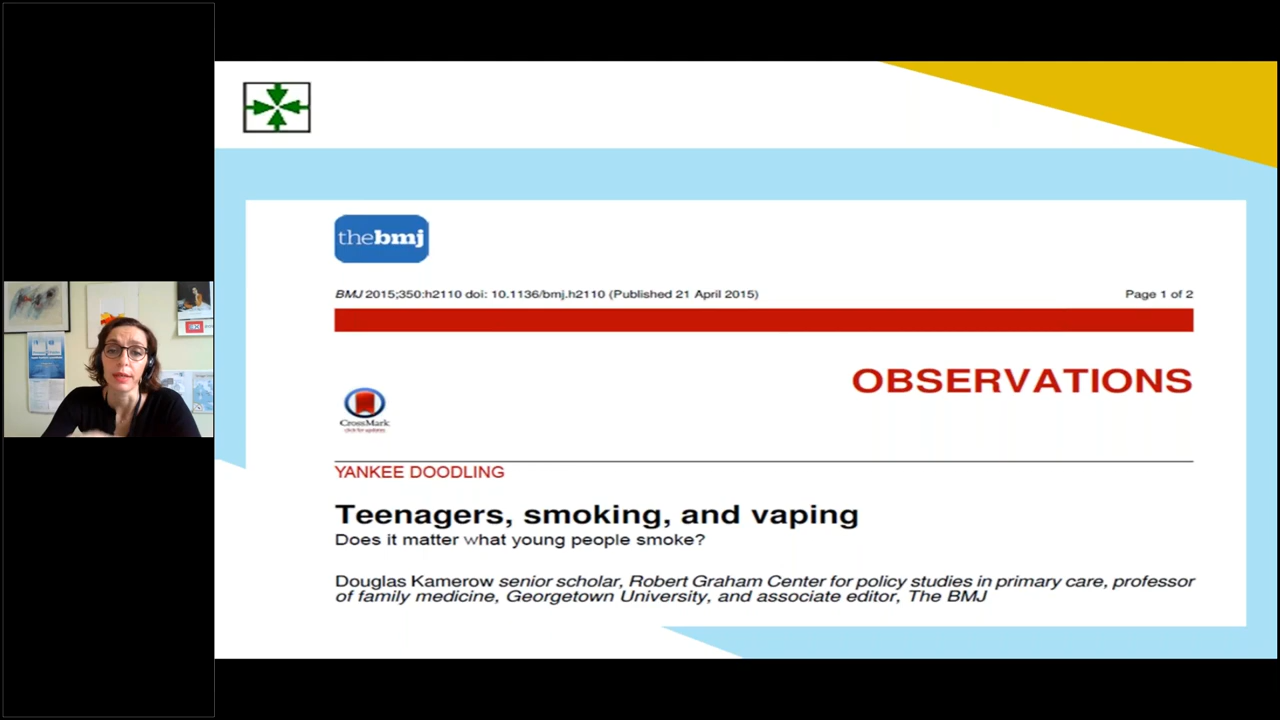 thebmj
BMJ 2015;350:h2110 doi: 10.1136/bmj.h2110 (Published 21 April 2015)
Page 1 of 2
OBSERVATIONS
CrossMark
click for updates
YANKEE DOODLING
Teenagers, smoking, and vaping
Does it matter what young people smoke?
Douglas Kamerow senior scholar, Robert Graham Center for policy studies in primary care, professor
of family medicine, Georgetown University, and associate editor, The BMJ